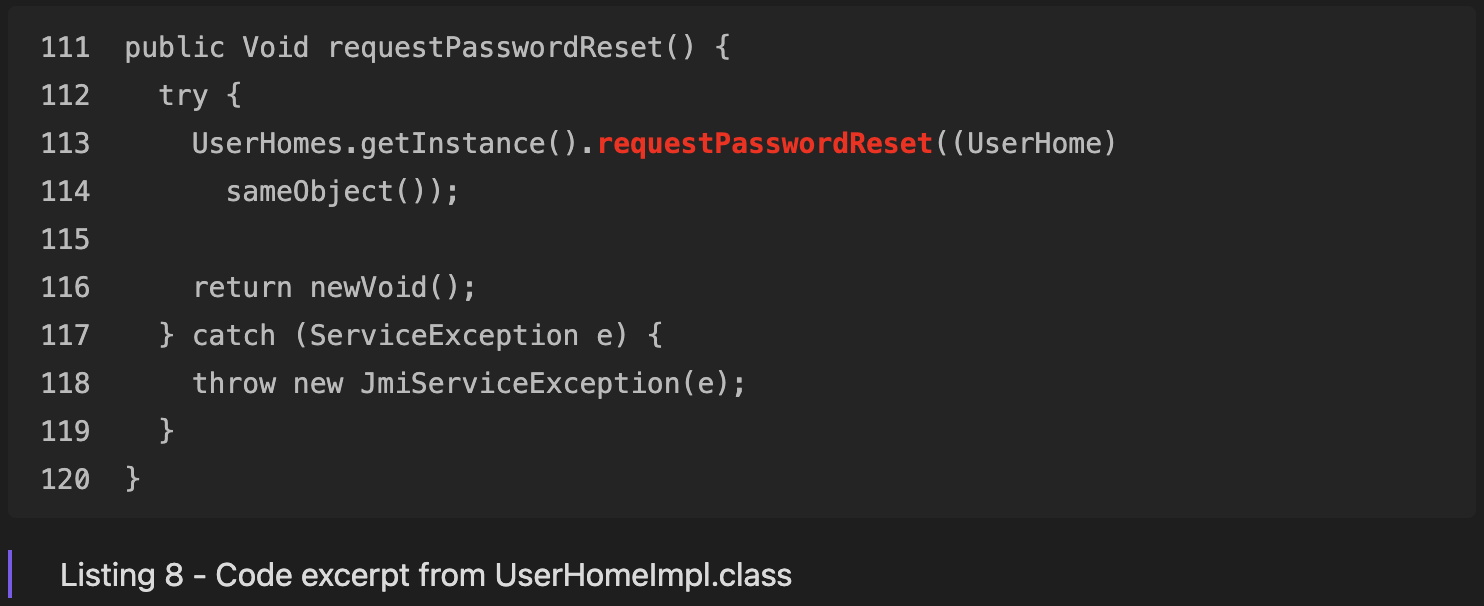 111 public Void requestPasswordReset() {
112 try {
113 UserHomes.getInstance().requestPasswordReset((UserHome)
114 sameObject());
115
116 return newVoid();
117 } catch (ServiceException e) {
118 throw new JmiServiceException(e);
119 }
120 }
Listing 8 - Code excerpt from UserHomeImpl.class